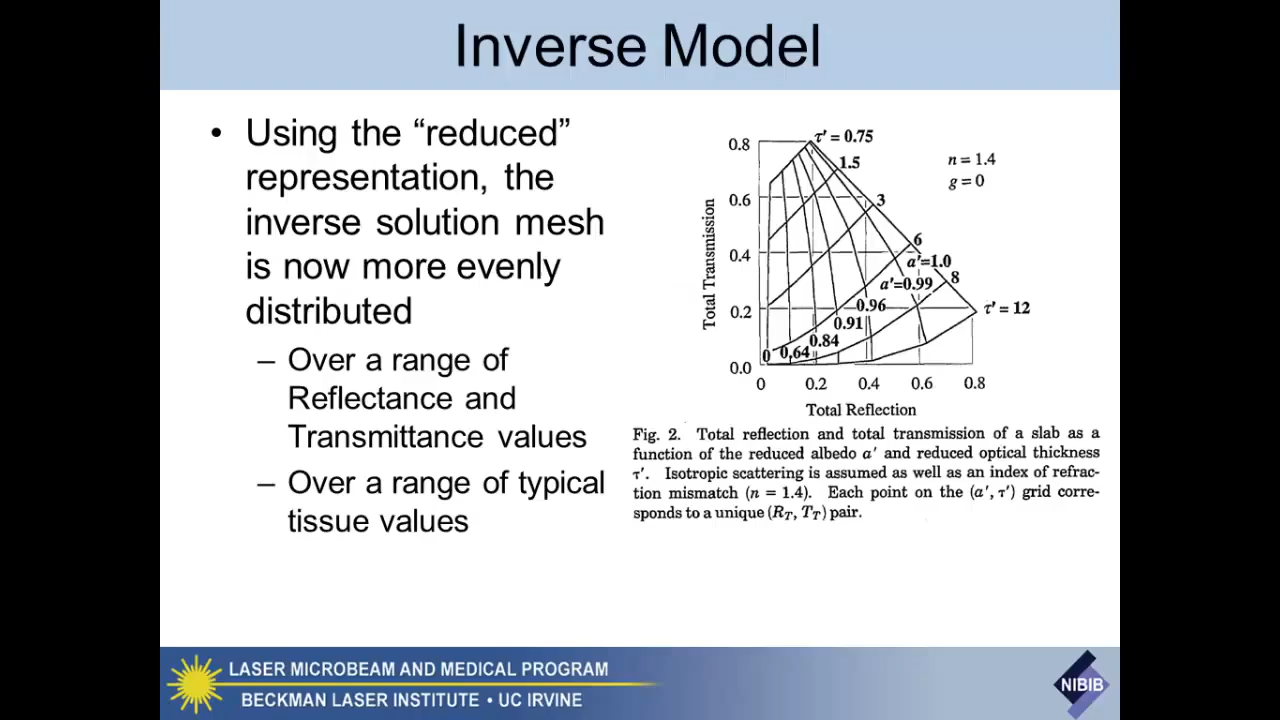 Inverse Model
• Using the “reduced”
representation, the
inverse solution mesh
is now more evenly
distributed
– Over a range of
Reflectance and
Transmittance values
– Over a range of typical
tissue values
τ' = 0.75
0.8
1.5
n = 1.4
g = 0
0.6
3
6
0.4
a'=1.0
a'=0.99
8
0.2
0.96
τ' = 12
0.91
0.84
0 0.64
0.0
0 0.2 0.4 0.6 0.8
Total Transmission
Total Reflection
Fig. 2. Total reflection and total transmission of a slab as a
function of the reduced albedo a' and reduced optical thickness
τ'. Isotropic scattering is assumed as well as an index of refrac-
tion mismatch (n = 1.4). Each point on the (a', τ') grid corre-
sponds to a unique (RT, TT) pair.
LASER MICROBEAM AND MEDICAL PROGRAM
BECKMAN LASER INSTITUTE • UC IRVINE
NIBIB